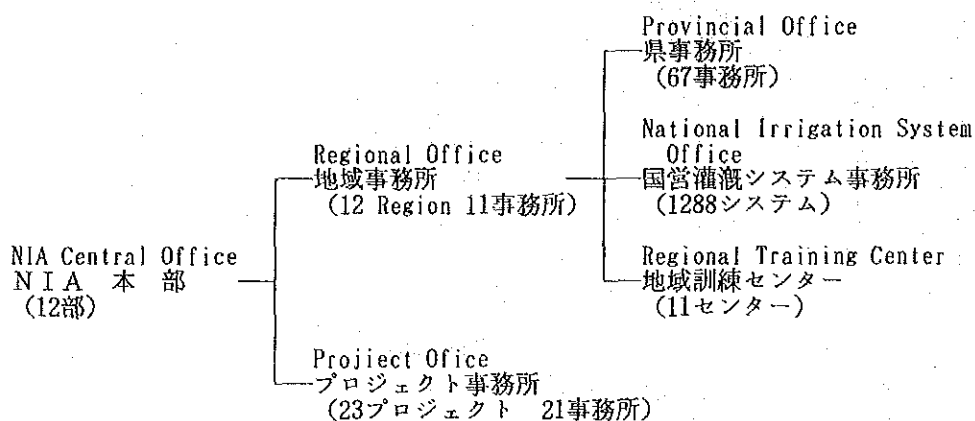 Provincial Office
県事務所
(67事務所)
National Irrigation System
Office
国営灌漑システム事務所
(1288システム)
Regional Office
地域事務所
(12 Region 11事務所)
Regional Training Center
地域訓練センター
(11センター)
NIA Central Office
NIA 本 部
(12部)
Projiect Ofice
プロジェクト事務所
(23プロジェクト 21事務所)